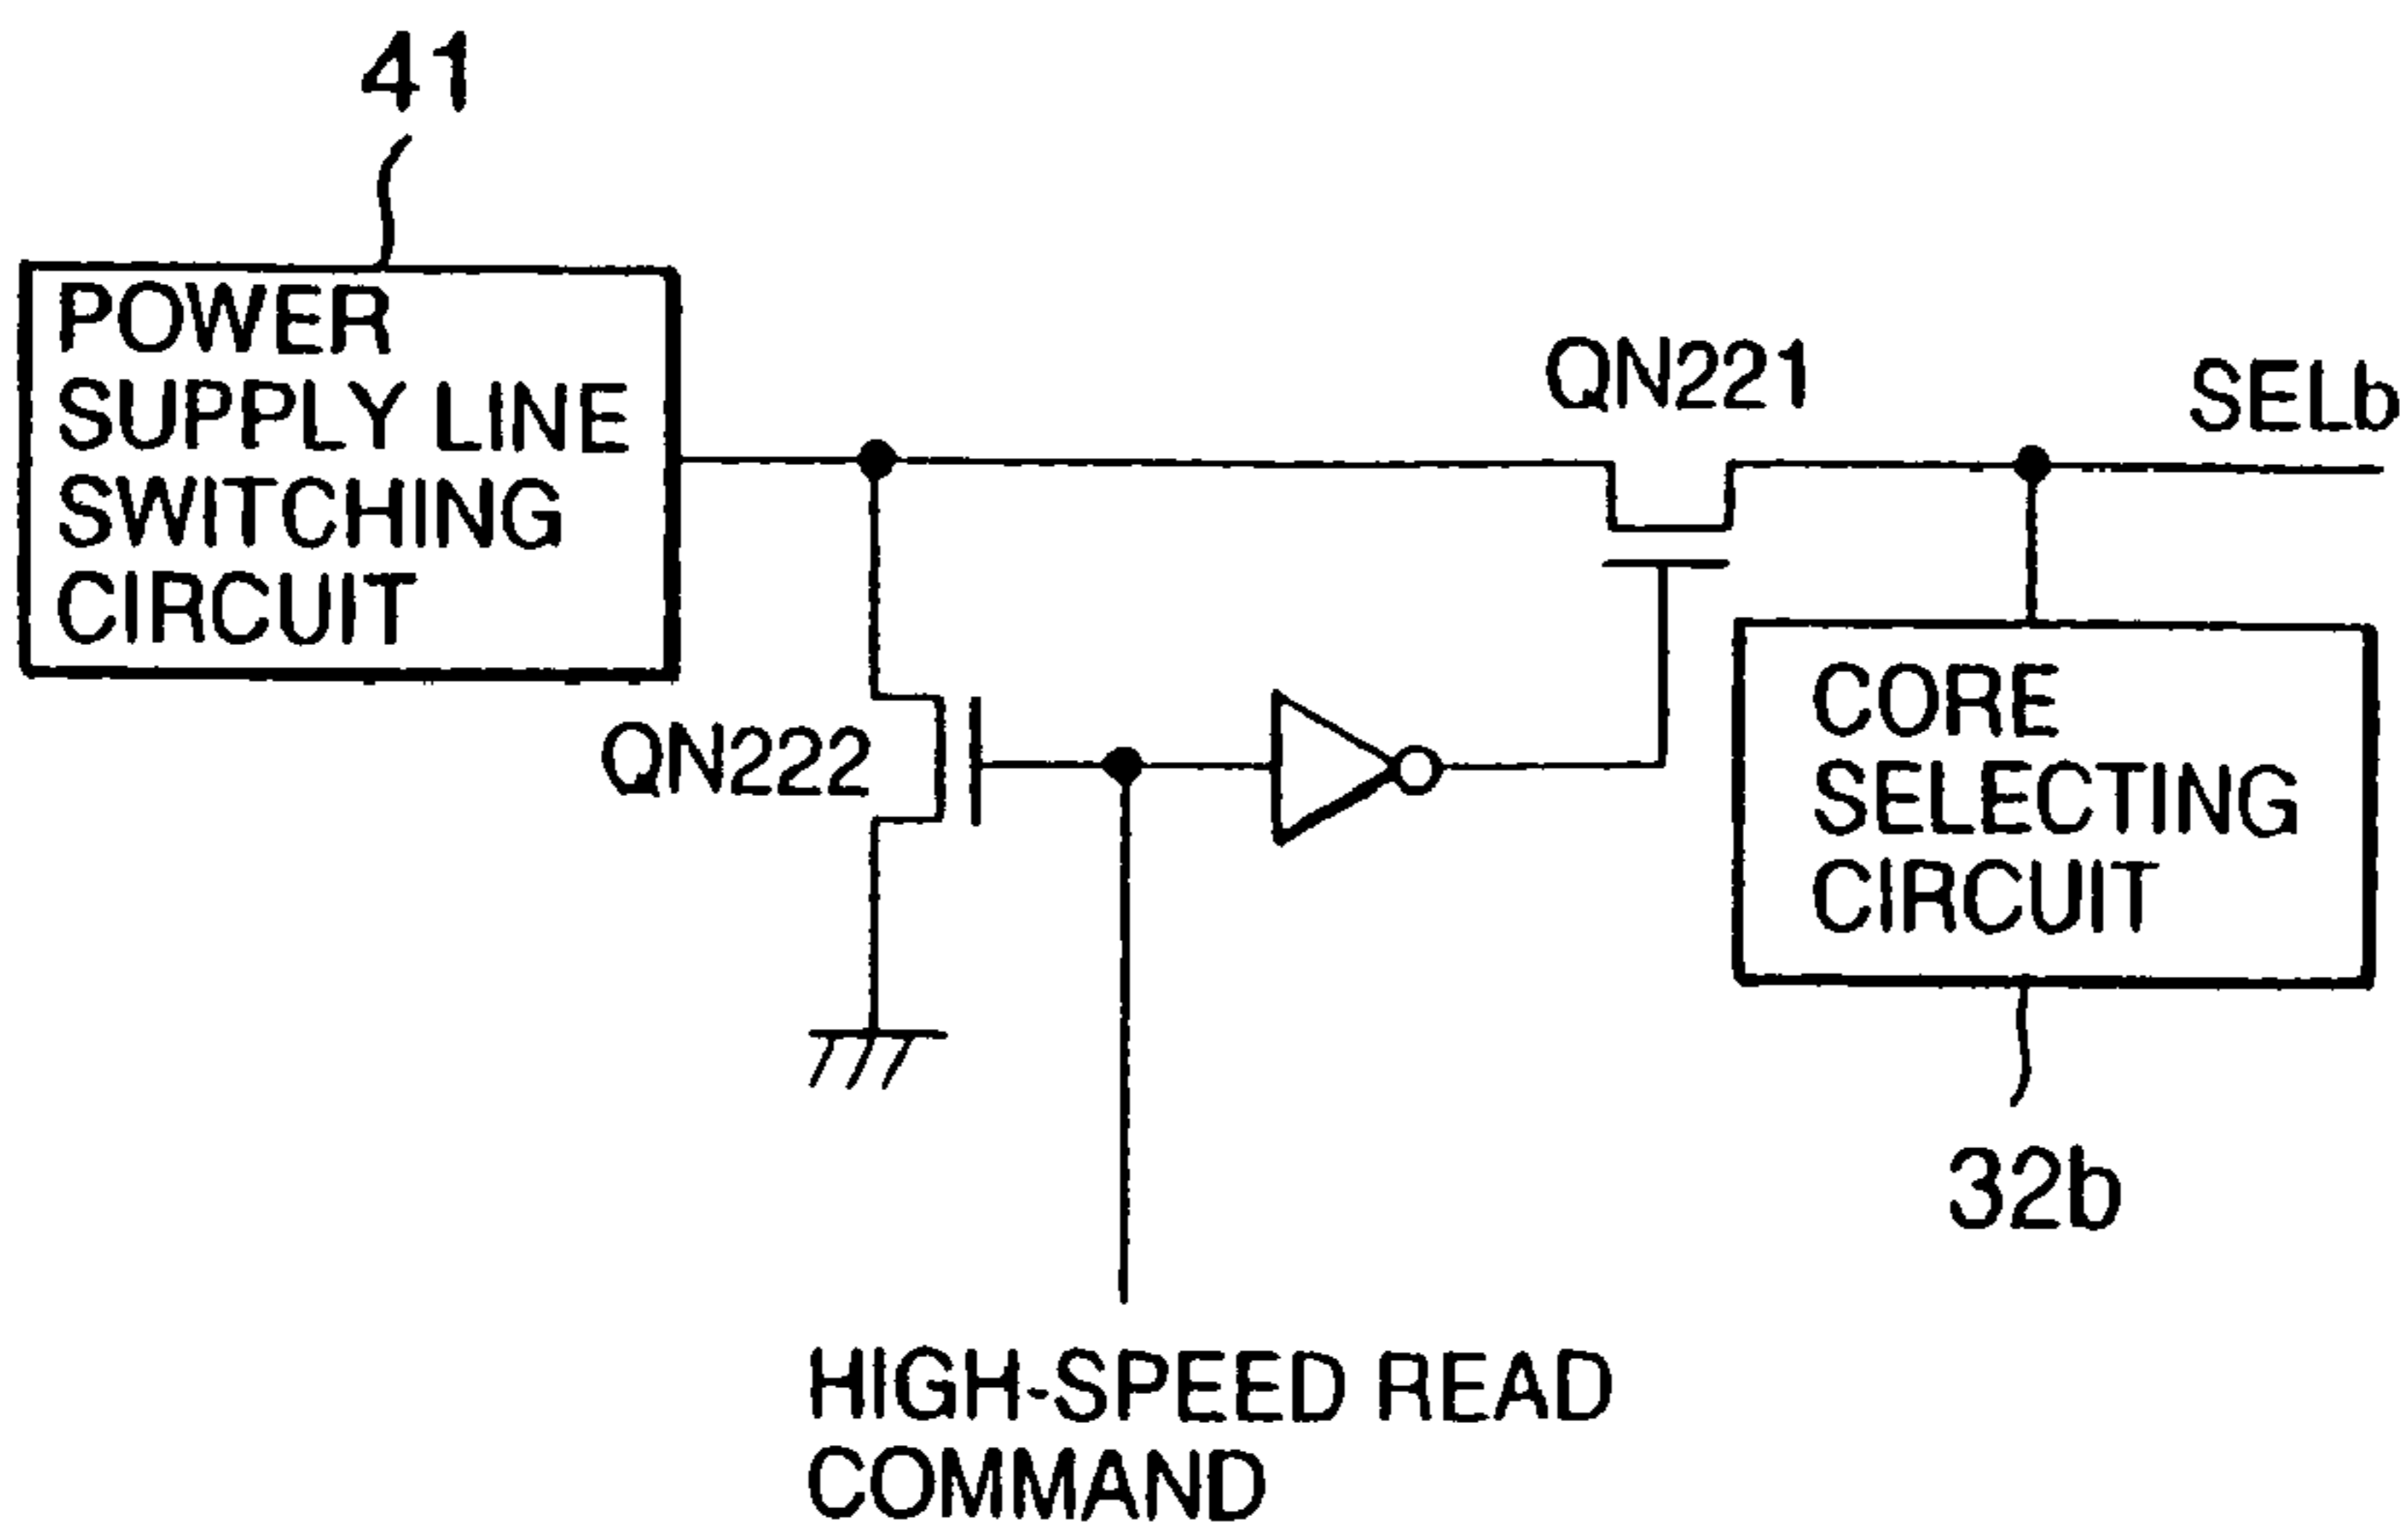 41
POWER
SUPPLY LINE
SWITCHING
CIRCUIT
QN221
SELb
QN222
CORE
SELECTING
CIRCUIT
32b
HIGH-SPEED READ
COMMAND